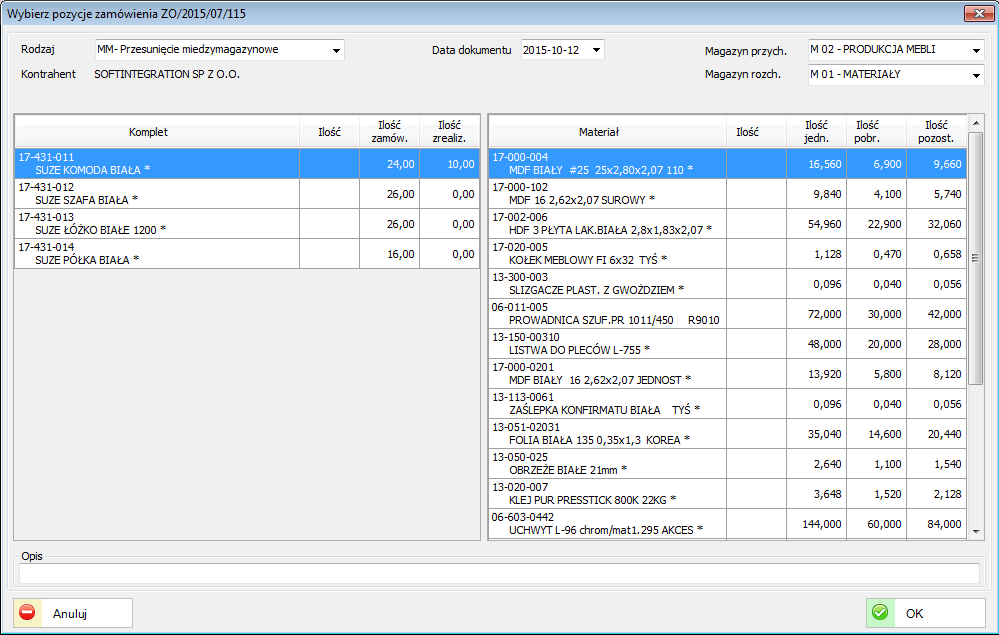 Wybierz pozycje zamówienia ZO/2015/07/115
Rodzaj MM- Przesunięcie miedzymagazynowe Data dokumentu 2015-10-12 Magazyn przych. M 02 - PRODUKCJA MEBLI
Kontrahent SOFTINTEGRATION SP Z O.O. Magazyn rozch. M 01 - MATERIAŁY
Komplet Ilość Ilość zamów. Ilość zrealiz.
17-431-011
SUZE KOMODA BIAŁA * 24,00 10,00
17-431-012
SUZE SZAFA BIAŁA * 26,00 0,00
17-431-013
SUZE ŁÓŻKO BIAŁE 1200 * 26,00 0,00
17-431-014
SUZE PÓŁKA BIAŁA * 16,00 0,00
Materiał Ilość Ilość jedn. Ilość pobr. Ilość pozost.
17-000-004
MDF BIAŁY #25 25x2,80x2,07 110 * 16,560 6,900 9,660
17-000-102
MDF 16 2,62x2,07 SUROWY * 9,840 4,100 5,740
17-002-006
HDF 3 PŁYTA LAK.BIAŁA 2,8x1,83x2,07 * 54,960 22,900 32,060
17-020-005
KOŁEK MEBLOWY FI 6x32 TYŚ * 1,128 0,470 0,658
13-300-003
SLIZGACZE PLAST. Z GWOŹDZIEM * 0,096 0,040 0,056
06-011-005
PROWADNICA SZUF.PR 1011/450 R9010 72,000 30,000 42,000
13-150-00310
LISTWA DO PLECÓW L-755 * 48,000 20,000 28,000
17-000-0201
MDF BIAŁY 16 2,62x2,07 JEDNOST * 13,920 5,800 8,120
13-113-0061
ZAŚLEPKA KONFIRMATU BIAŁA TYŚ * 0,096 0,040 0,056
13-051-02031
FOLIA BIAŁA 135 0,35x1,3 KOREA * 35,040 14,600 20,440
13-050-025
OBRZEŻE BIAŁE 21mm * 2,640 1,100 1,540
13-020-007
KLEJ PUR PRESSTICK 800K 22KG * 3,648 1,520 2,128
06-603-0442
UCHWYT L-96 chrom/mat1.295 AKCES * 144,000 60,000 84,000
Opis
Anuluj OK